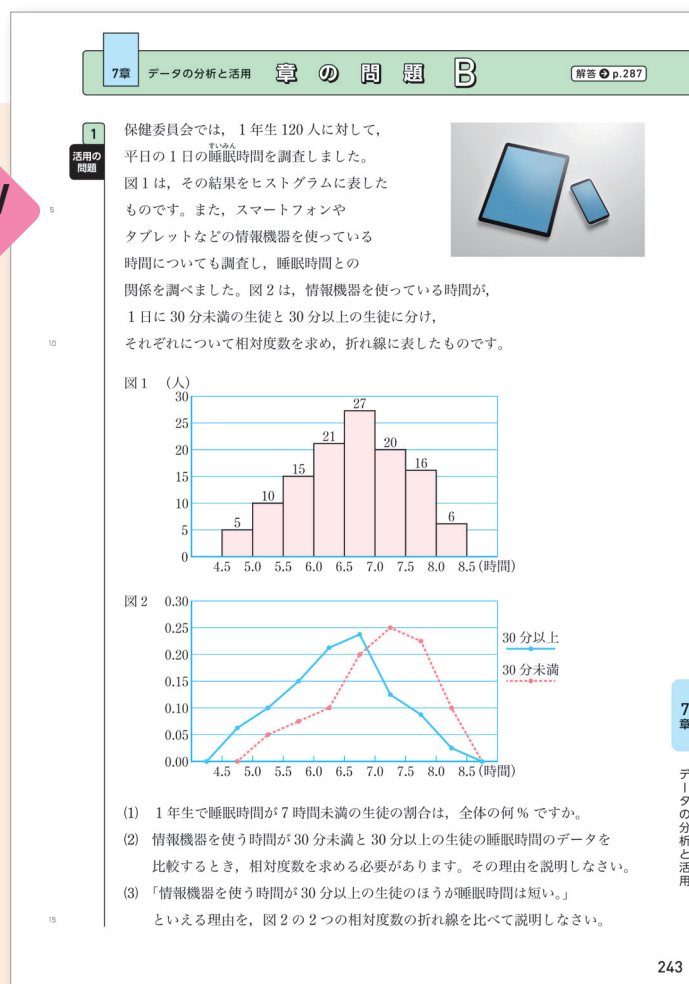 7章 データの分析と活用 章の問題 B 解答 p.287
1
活用の
問題
保健委員会では，1年生120人に対して，
平日の1日の睡眠時間を調査しました。
すいみん
図1は，その結果をヒストグラムに表した
5
ものです。また，スマートフォンや
タブレットなどの情報機器を使っている
時間についても調査し，睡眠時間との
関係を調べました。図2は，情報機器を使っている時間が，
1日に30分未満の生徒と30分以上の生徒に分け，
10
それぞれについて相対度数を求め，折れ線に表したものです。
図1 (人)
30
25
20
15
10
5
0
5 10 15 21 27 20 16 6
4.5 5.0 5.5 6.0 6.5 7.0 7.5 8.0 8.5(時間)
図2
0.30
0.25
0.20
0.15
0.10
0.05
0.00
30分以上
30分未満
4.5 5.0 5.5 6.0 6.5 7.0 7.5 8.0 8.5(時間)
(1) 1年生で睡眠時間が7時間未満の生徒の割合は，全体の何%ですか。
(2) 情報機器を使う時間が30分未満と30分以上の生徒の睡眠時間のデータを
比較するとき，相対度数を求める必要があります。その理由を説明しなさい。
(3) 「情報機器を使う時間が30分以上の生徒のほうが睡眠時間は短い。」
15
といえる理由を，図2の2つの相対度数の折れ線を比べて説明しなさい。
7章
データの分析と活用
243